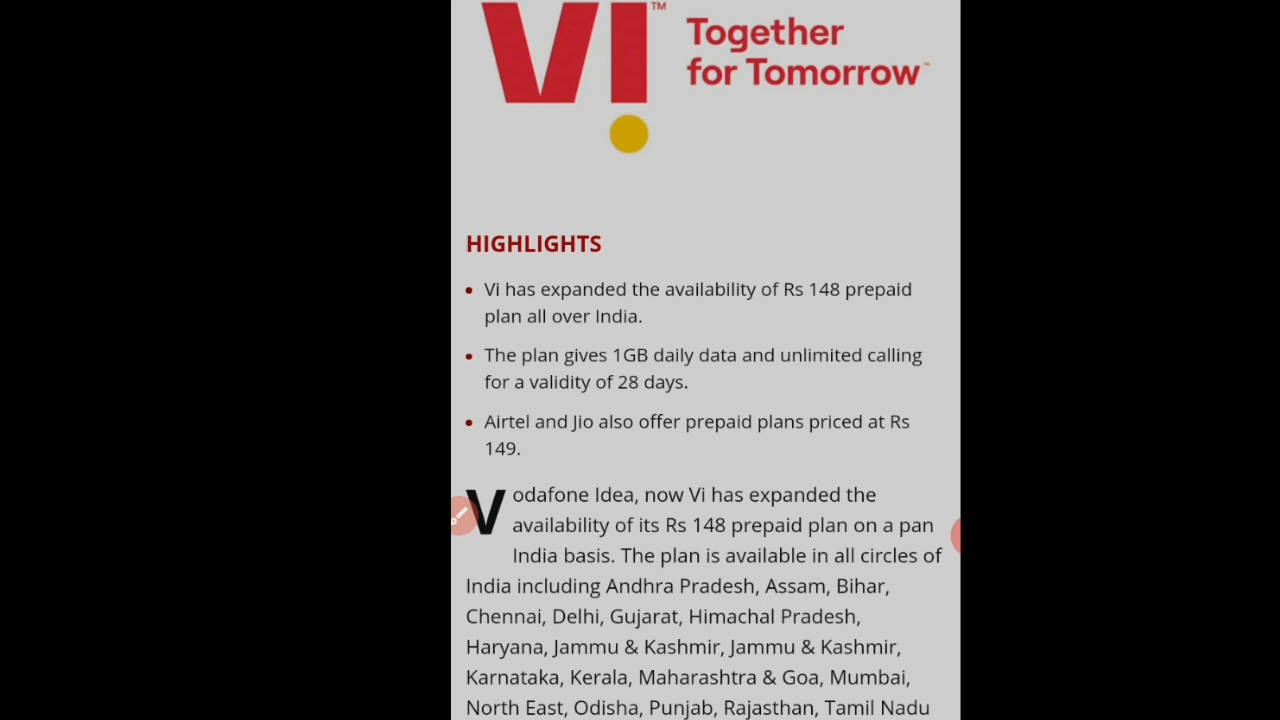 VI™
Together
for Tomorrow™
HIGHLIGHTS
• Vi has expanded the availability of Rs 148 prepaid
plan all over India.
• The plan gives 1GB daily data and unlimited calling
for a validity of 28 days.
• Airtel and Jio also offer prepaid plans priced at Rs
149.
Vodafone Idea, now Vi has expanded the
availability of its Rs 148 prepaid plan on a pan
India basis. The plan is available in all circles of
India including Andhra Pradesh, Assam, Bihar,
Chennai, Delhi, Gujarat, Himachal Pradesh,
Haryana, Jammu & Kashmir, Jammu & Kashmir,
Karnataka, Kerala, Maharashtra & Goa, Mumbai,
North East, Odisha, Punjab, Rajasthan, Tamil Nadu